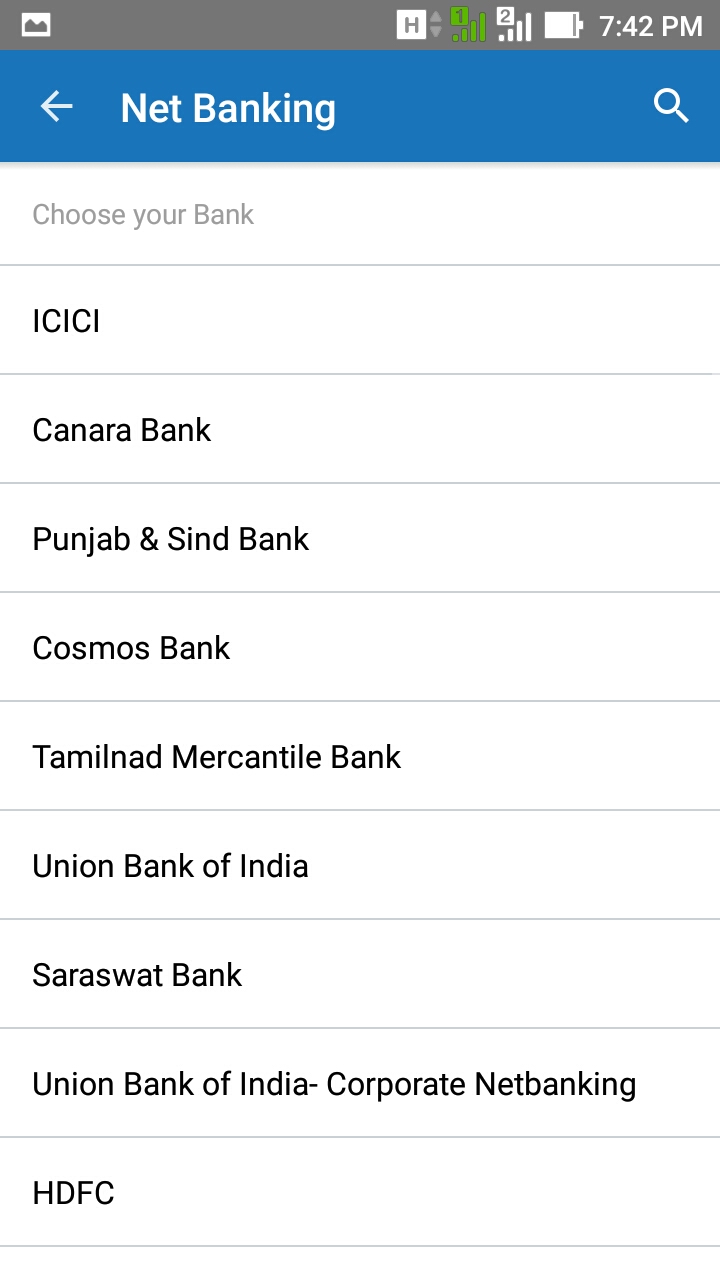 H 1 2 7:42 PM
Net Banking
Choose your Bank
ICICI
Canara Bank
Punjab & Sind Bank
Cosmos Bank
Tamilnad Mercantile Bank
Union Bank of India
Saraswat Bank
Union Bank of India- Corporate Netbanking
HDFC